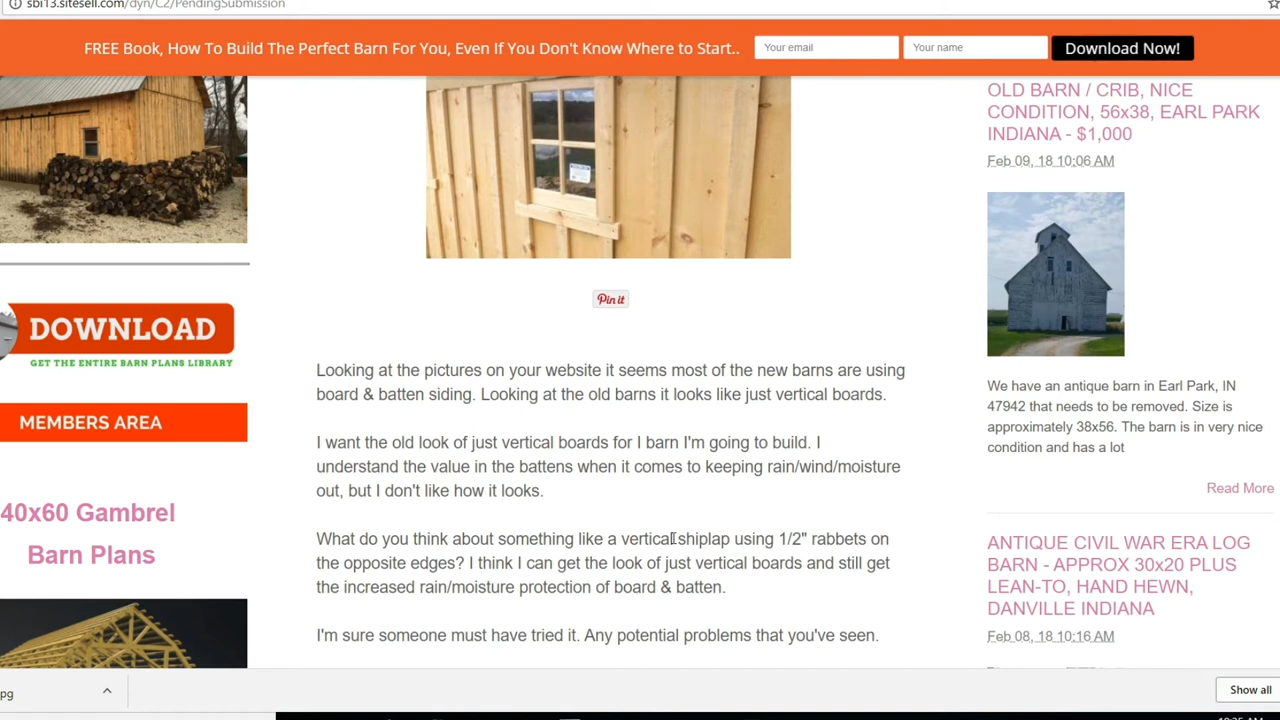 sbi13.sitesell.com/dyn/C2/PendingSubmission
FREE Book, How To Build The Perfect Barn For You, Even If You Don't Know Where to Start..
Your email
Your name
Download Now!
DOWNLOAD
GET THE ENTIRE BARN PLANS LIBRARY
MEMBERS AREA
40x60 Gambrel
Barn Plans
Pin it
Looking at the pictures on your website it seems most of the new barns are using
board & batten siding. Looking at the old barns it looks like just vertical boards.
I want the old look of just vertical boards for I barn I'm going to build. I
understand the value in the battens when it comes to keeping rain/wind/moisture
out, but I don't like how it looks.
What do you think about something like a vertical shiplap using 1/2" rabbets on
the opposite edges? I think I can get the look of just vertical boards and still get
the increased rain/moisture protection of board & batten.
I'm sure someone must have tried it. Any potential problems that you've seen.
OLD BARN / CRIB, NICE
CONDITION, 56x38, EARL PARK
INDIANA - $1,000
Feb 09, 18 10:06 AM
We have an antique barn in Earl Park, IN
47942 that needs to be removed. Size is
approximately 38x56. The barn is in very nice
condition and has a lot
Read More
ANTIQUE CIVIL WAR ERA LOG
BARN - APPROX 30x20 PLUS
LEAN-TO, HAND HEWN,
DANVILLE INDIANA
Feb 08, 18 10:16 AM
pg
Show all